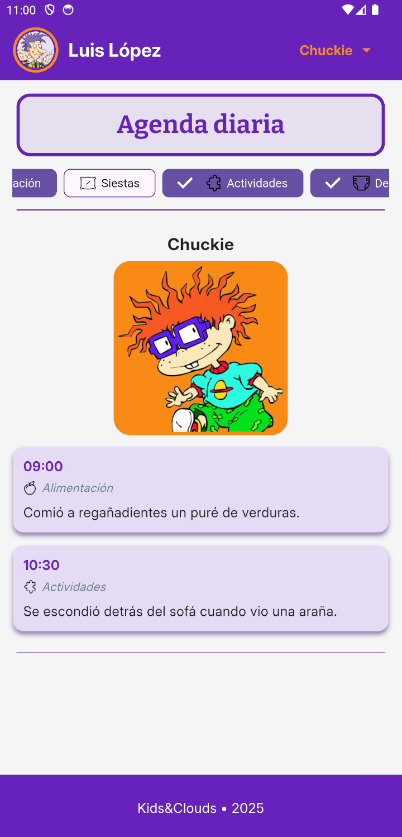 11:00
Luis López
Chuckie
Agenda diaria
ación
Siestas
Actividades
De
Chuckie
09:00
Alimentación
Comió a regañadientes un puré de verduras.
10:30
Actividades
Se escondió detrás del sofá cuando vio una araña.
Kids&Clouds • 2025